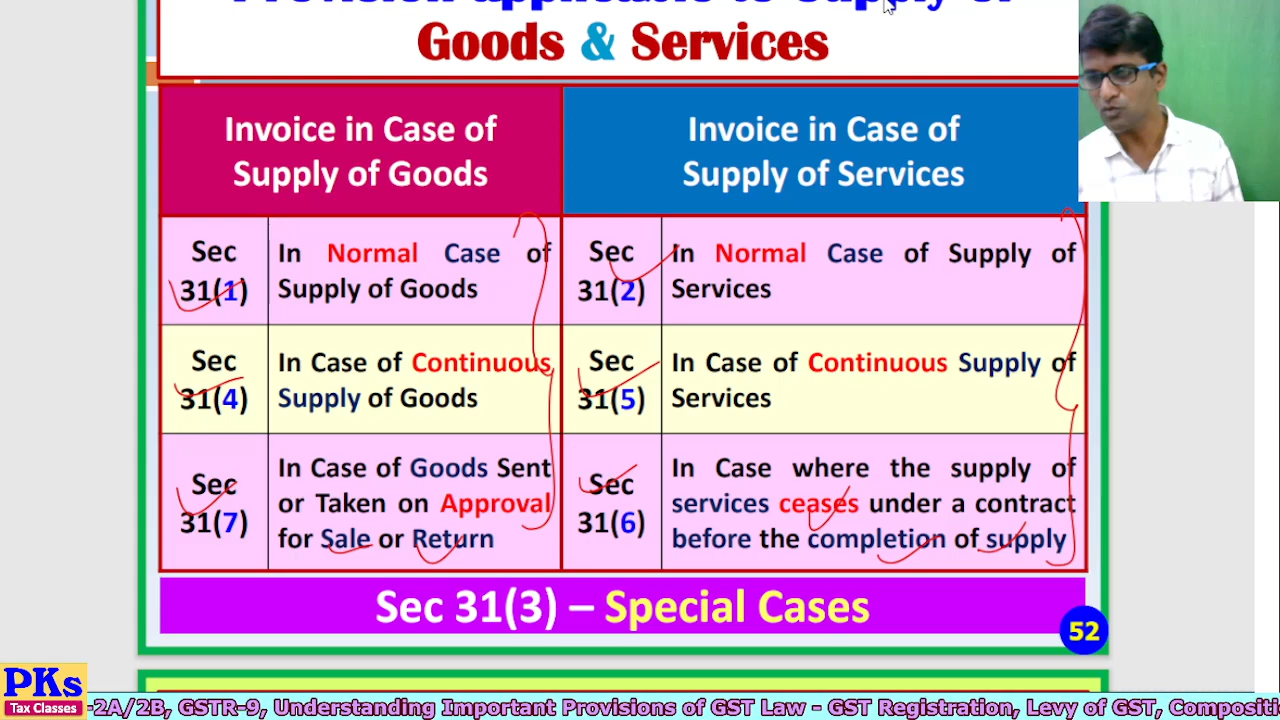 Provision applicable to Supply of
Goods & Services
Invoice in Case of
Supply of Goods
Invoice in Case of
Supply of Services
Sec
31(1)
In Normal Case of
Supply of Goods
Sec
31(2)
In Normal Case of Supply of
Services
Sec
31(4)
In Case of Continuous
Supply of Goods
Sec
31(5)
In Case of Continuous Supply of
Services
Sec
31(7)
In Case of Goods Sent
or Taken on Approval
for Sale or Return
Sec
31(6)
In Case where the supply of
services ceases under a contract
before the completion of supply
Sec 31(3) – Special Cases
52
PKs
Tax Classes
-2A/2B, GSTR-9, Understanding Important Provisions of GST Law - GST Registration, Levy of GST, Compositi